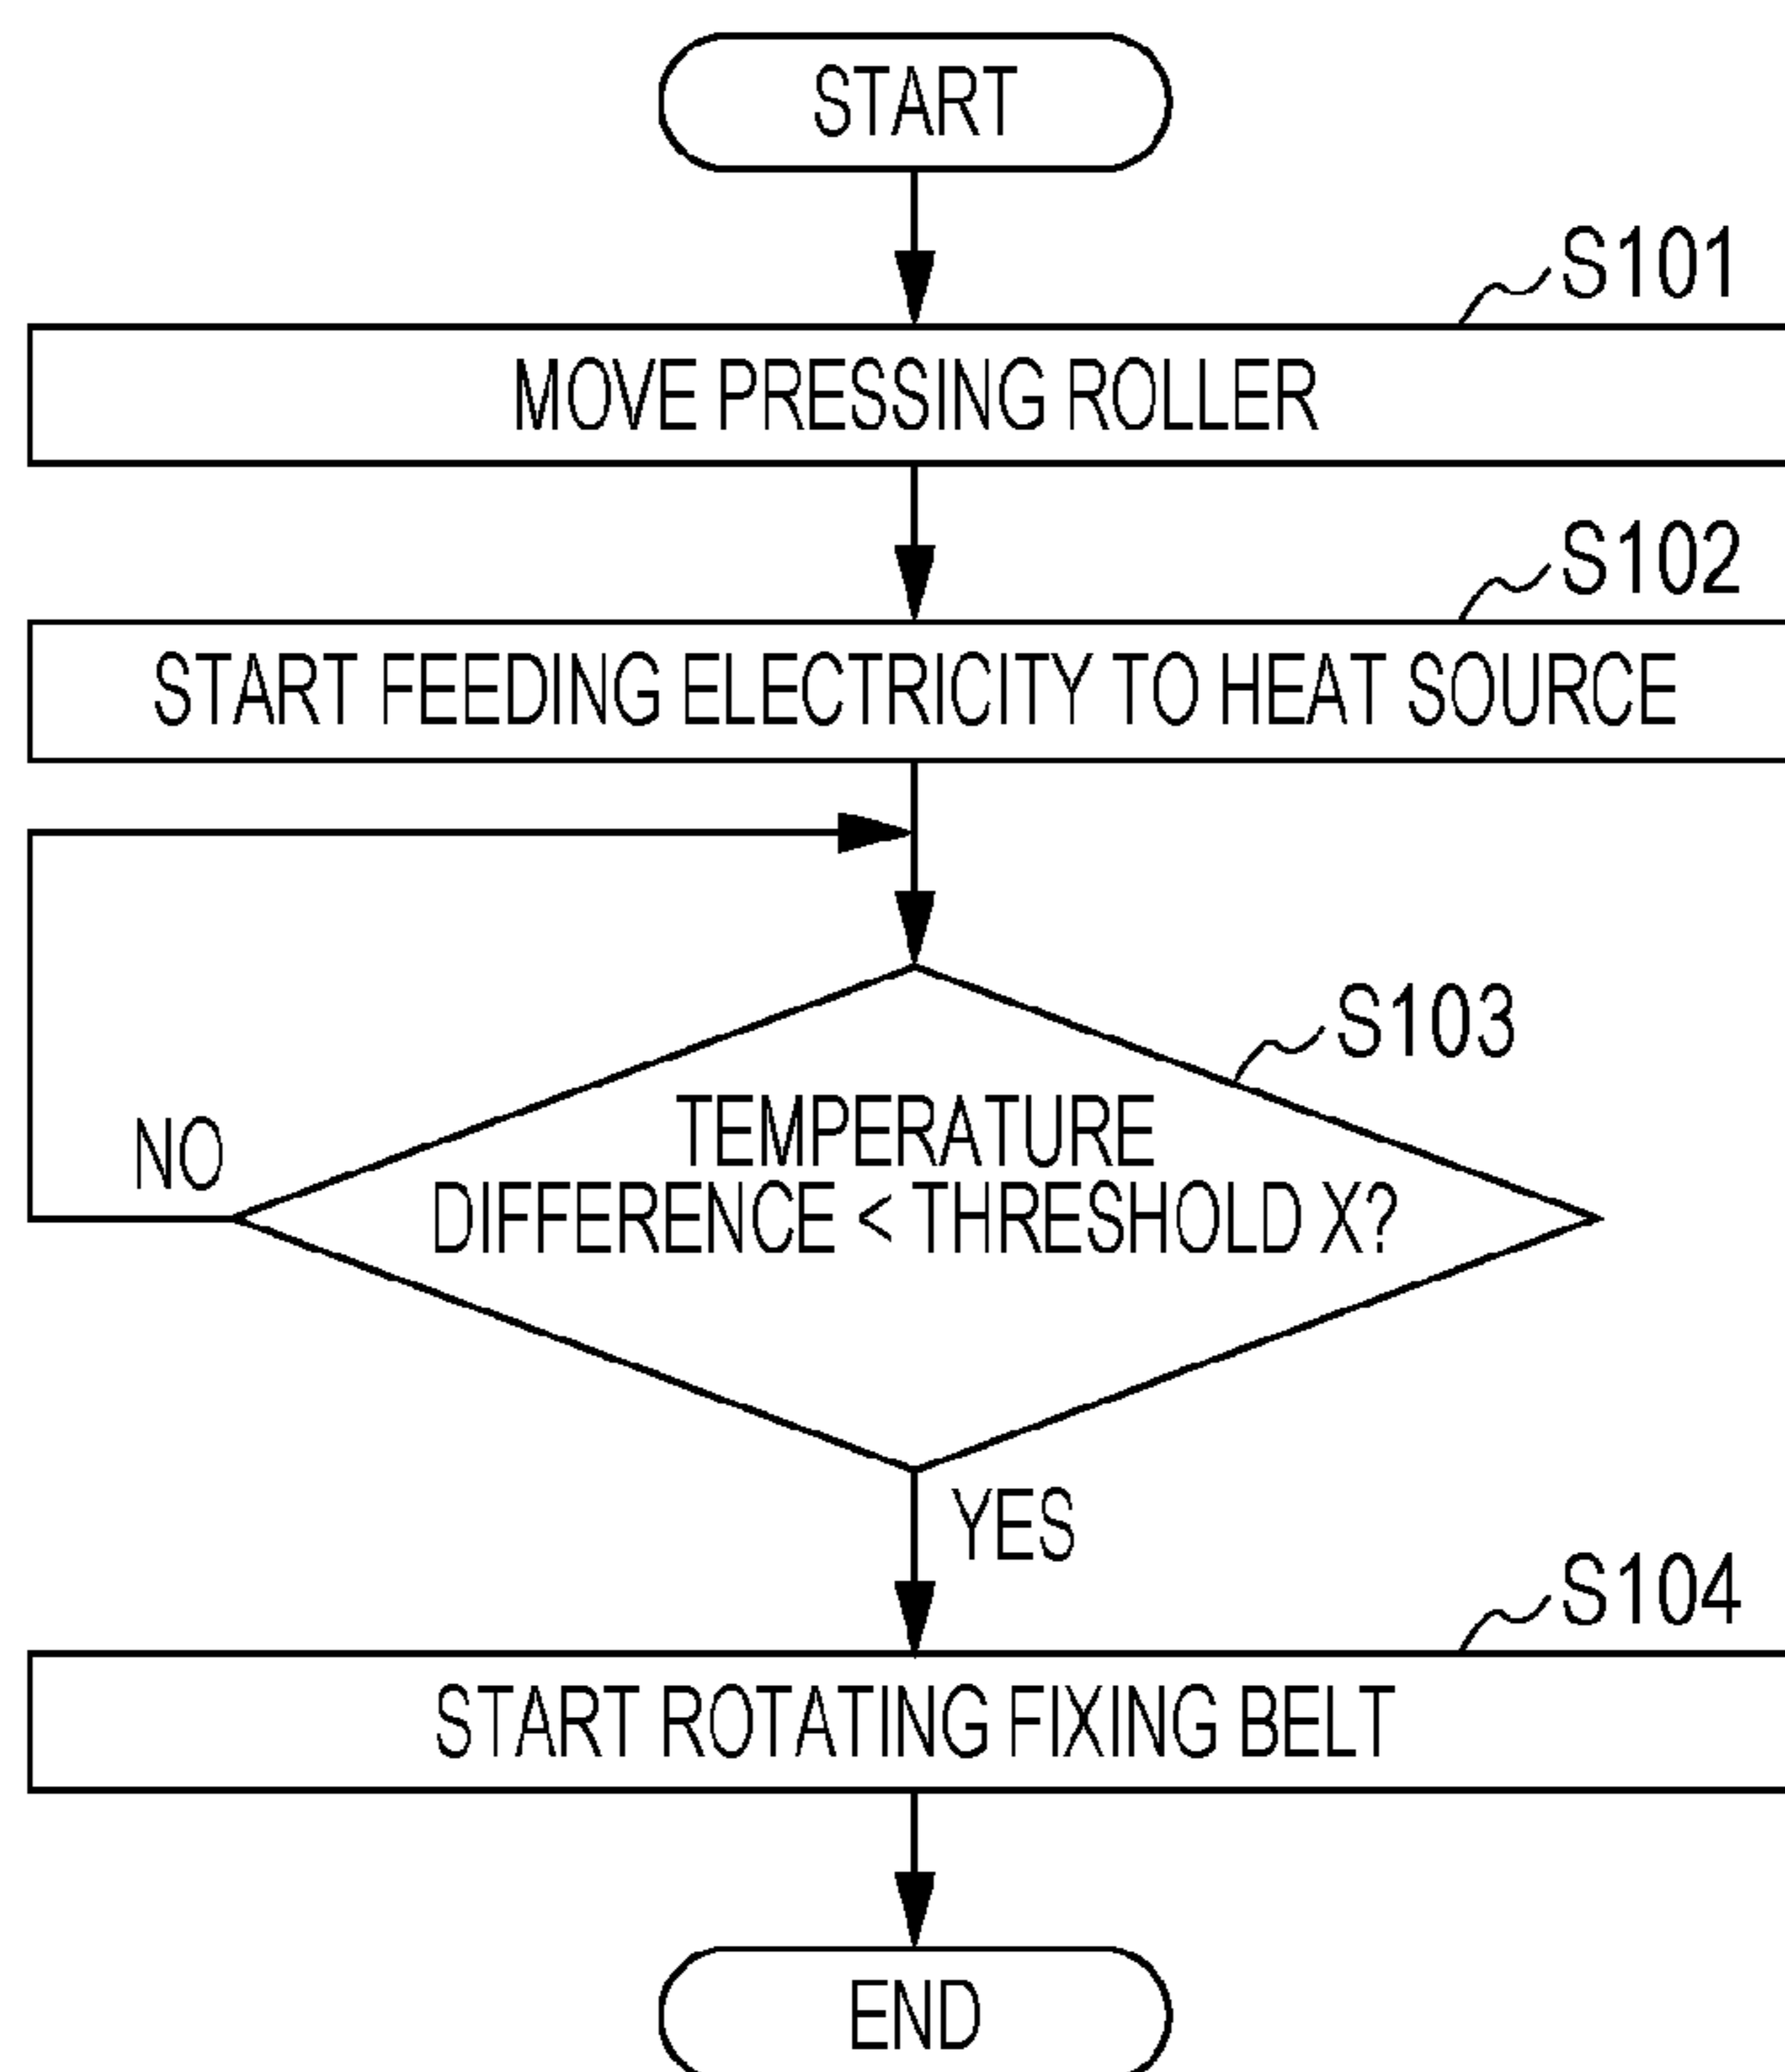 START
S101
MOVE PRESSING ROLLER
S102
START FEEDING ELECTRICITY TO HEAT SOURCE
S103
TEMPERATURE
DIFFERENCE < THRESHOLD X?
NO
YES
S104
START ROTATING FIXING BELT
END